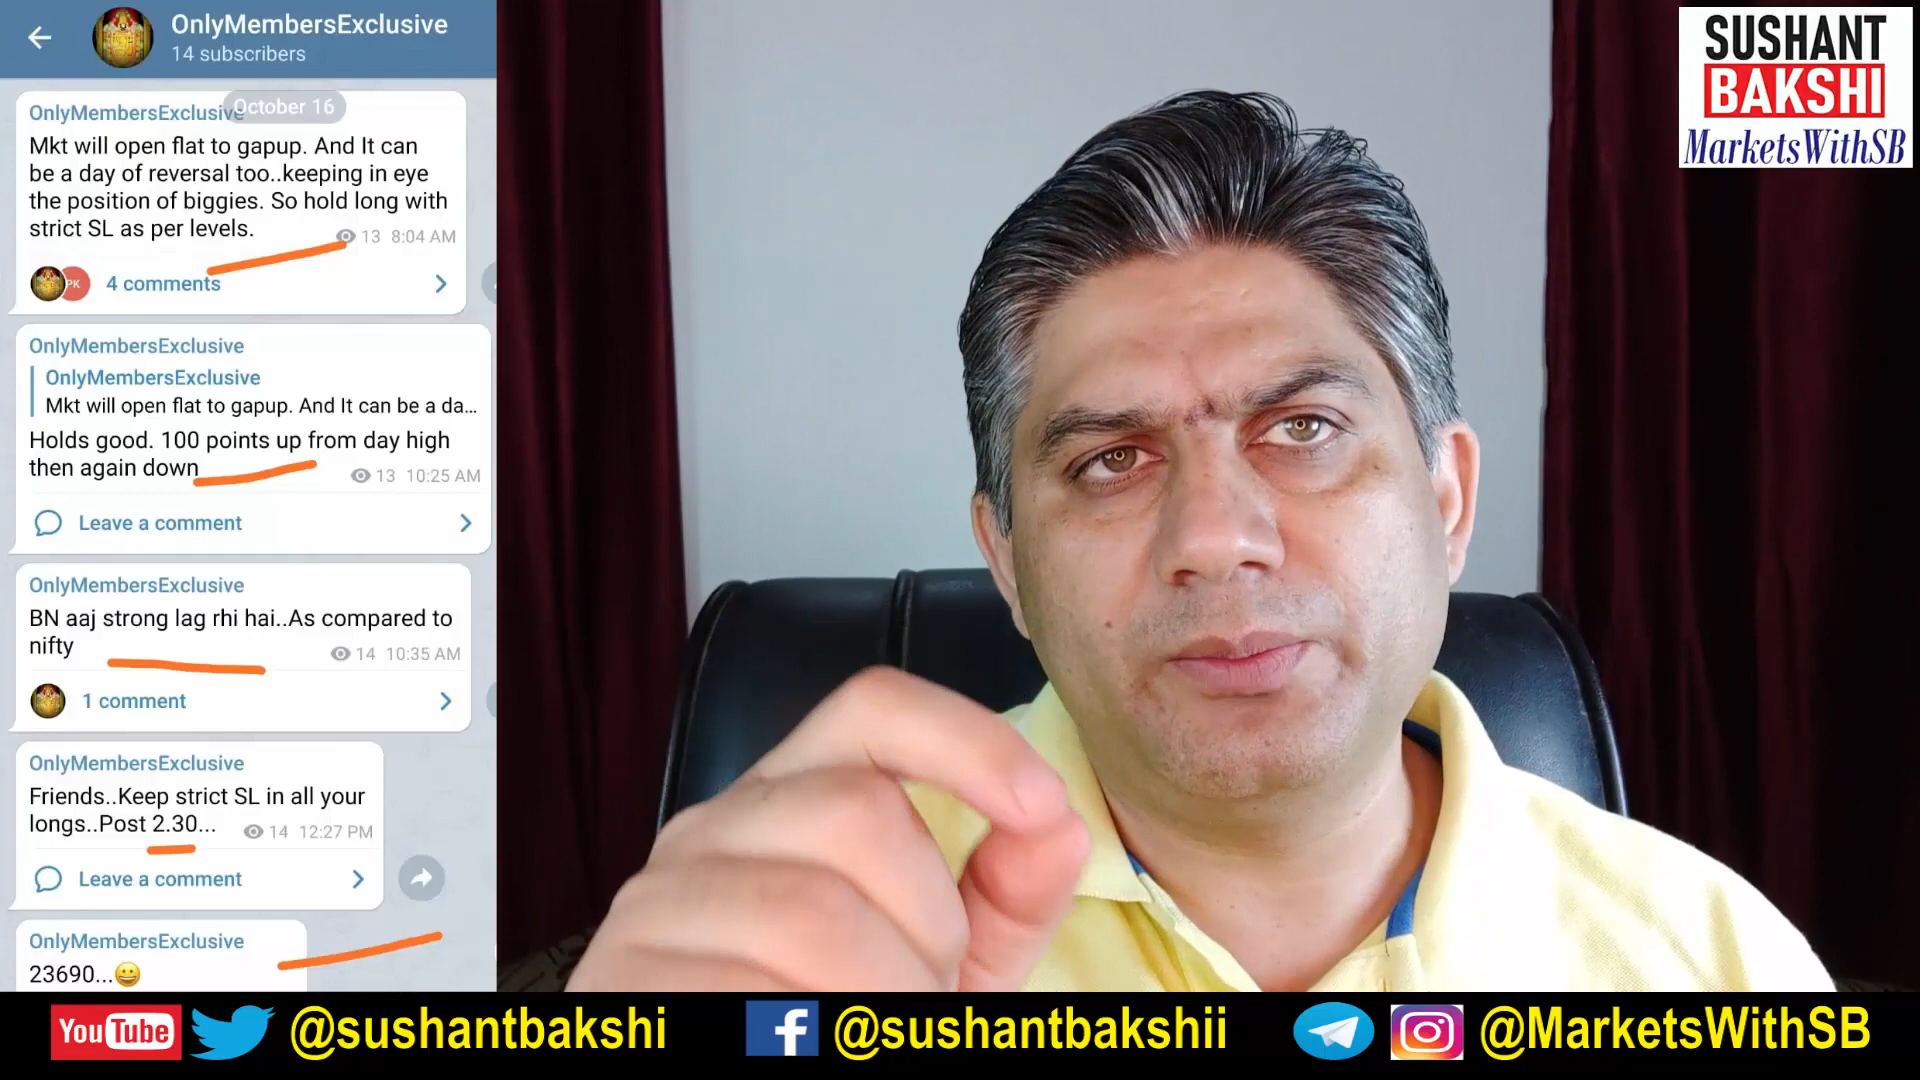 OnlyMembersExclusive
14 subscribers
October 16
OnlyMembersExclusive
Mkt will open flat to gapup. And It can
be a day of reversal too..keeping in eye
the position of biggies. So hold long with
strict SL as per levels.
13 8:04 AM
PK
4 comments
OnlyMembersExclusive
OnlyMembersExclusive
Mkt will open flat to gapup. And It can be a da...
Holds good. 100 points up from day high
then again down
13 10:25 AM
Leave a comment
OnlyMembersExclusive
BN aaj strong lag rhi hai..As compared to
nifty
14 10:35 AM
1 comment
OnlyMembersExclusive
Friends..Keep strict SL in all your
longs..Post 2.30...
14 12:27 PM
Leave a comment
OnlyMembersExclusive
23690...😀
SUSHANT
BAKSHI
MarketsWithSB
YouTube @sushantbakshi @sushantbakshii @MarketsWithSB